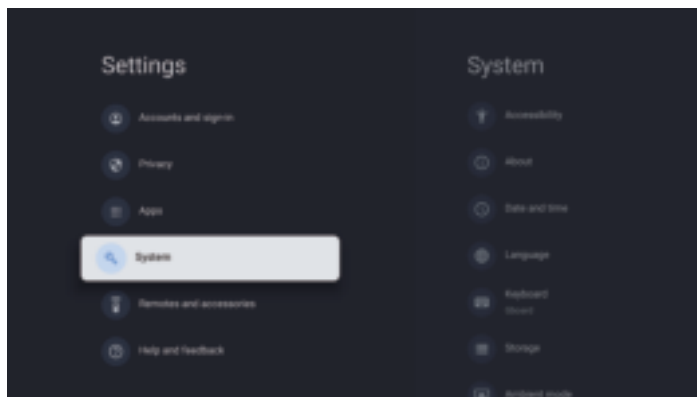 Settings
Accounts and sign-in
Privacy
Apps
System
Remotes and accessories
Help and feedback
System
Accessibility
About
Date and time
Language
Keyboard
Gboard
Storage
Ambient mode